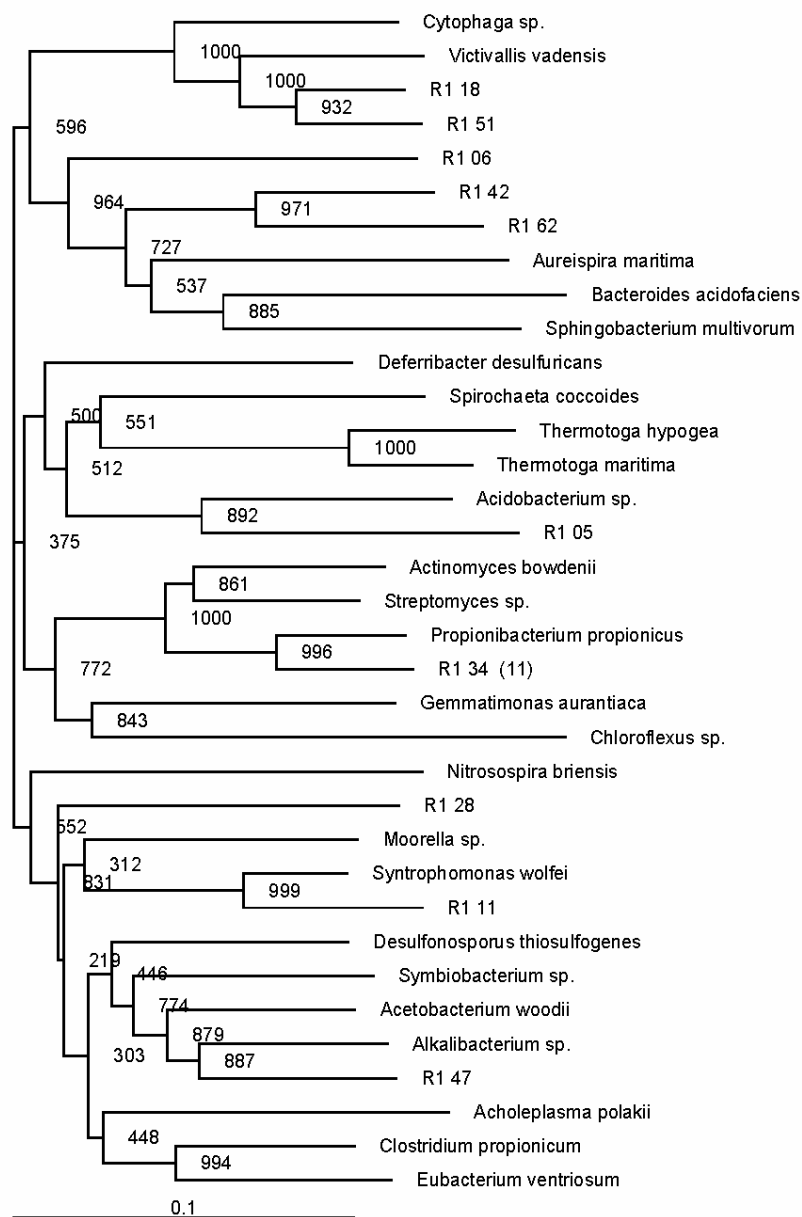 Cytophaga sp.
1000
Victivallis vadensis
1000
R1 18
932
R1 51
596
R1 06
R1 42
964
971
R1 62
727
Aureispira maritima
537
Bacteroides acidofaciens
885
Sphingobacterium multivorum
Deferribacter desulfuricans
Spirochaeta coccoides
500
551
Thermotoga hypogea
1000
512
Thermotoga maritima
Acidobacterium sp.
892
R1 05
375
Actinomyces bowdenii
861
Streptomyces sp.
1000
Propionibacterium propionicus
996
772
R1 34 (11)
Gemmatimonas aurantiaca
843
Chloroflexus sp.
Nitrosospira briensis
R1 28
552
Moorella sp.
312
Syntrophomonas wolfei
831
999
R1 11
Desulfonosporus thiosulfogenes
219
446
Symbiobacterium sp.
774
Acetobacterium woodii
879
Alkalibacterium sp.
303
887
R1 47
Acholeplasma polakii
448
Clostridium propionicum
994
Eubacterium ventriosum
0.1